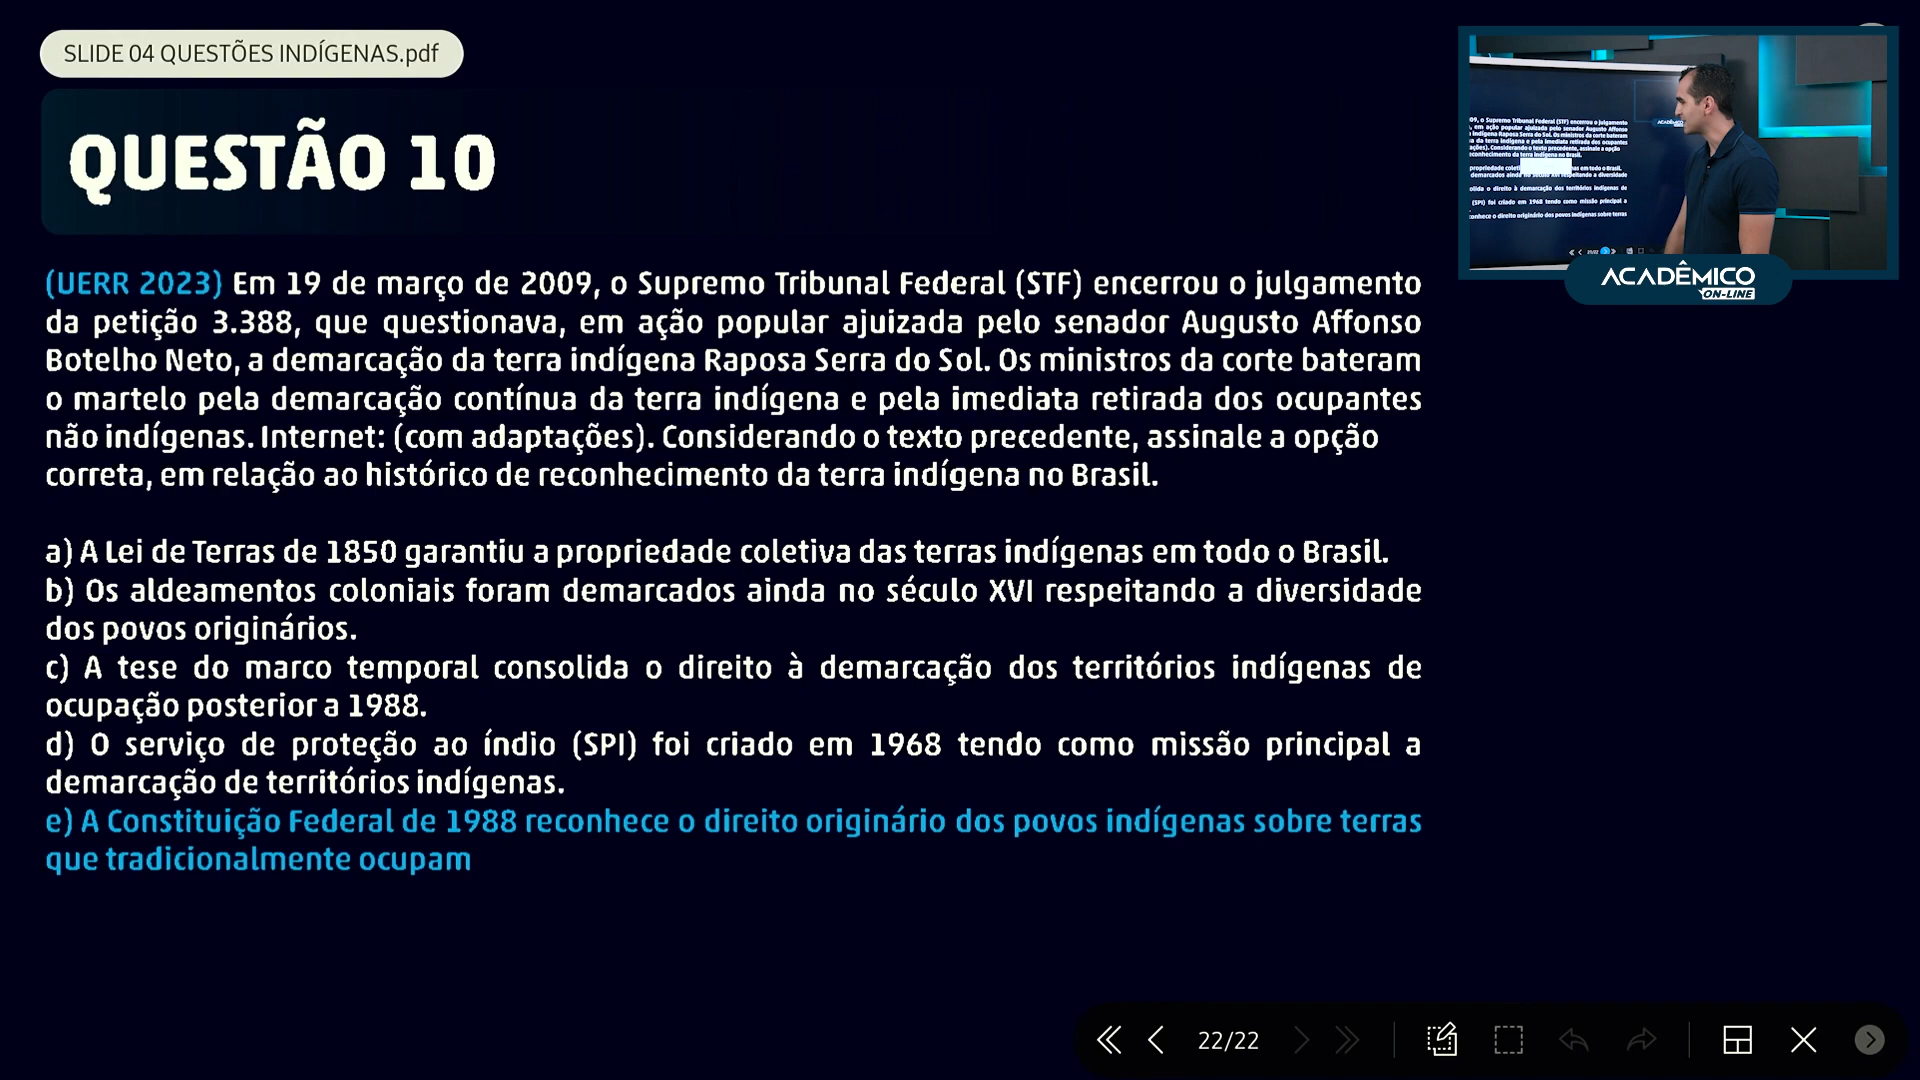 SLIDE 04 QUESTÕES INDÍGENAS.pdf
QUESTÃO 10
(UERR 2023) Em 19 de março de 2009, o Supremo Tribunal Federal (STF) encerrou o julgamento
da petição 3.388, que questionava, em ação popular ajuizada pelo senador Augusto Affonso
Botelho Neto, a demarcação da terra indígena Raposa Serra do Sol. Os ministros da corte bateram
o martelo pela demarcação contínua da terra indígena e pela imediata retirada dos ocupantes
não indígenas. Internet: (com adaptações). Considerando o texto precedente, assinale a opção
correta, em relação ao histórico de reconhecimento da terra indígena no Brasil.
a) A Lei de Terras de 1850 garantiu a propriedade coletiva das terras indígenas em todo o Brasil.
b) Os aldeamentos coloniais foram demarcados ainda no século XVI respeitando a diversidade
dos povos originários.
c) A tese do marco temporal consolida o direito à demarcação dos territórios indígenas de
ocupação posterior a 1988.
d) O serviço de proteção ao índio (SPI) foi criado em 1968 tendo como missão principal a
demarcação de territórios indígenas.
e) A Constituição Federal de 1988 reconhece o direito originário dos povos indígenas sobre terras
que tradicionalmente ocupam
ACADÊMICO
ON-LINE
22/22